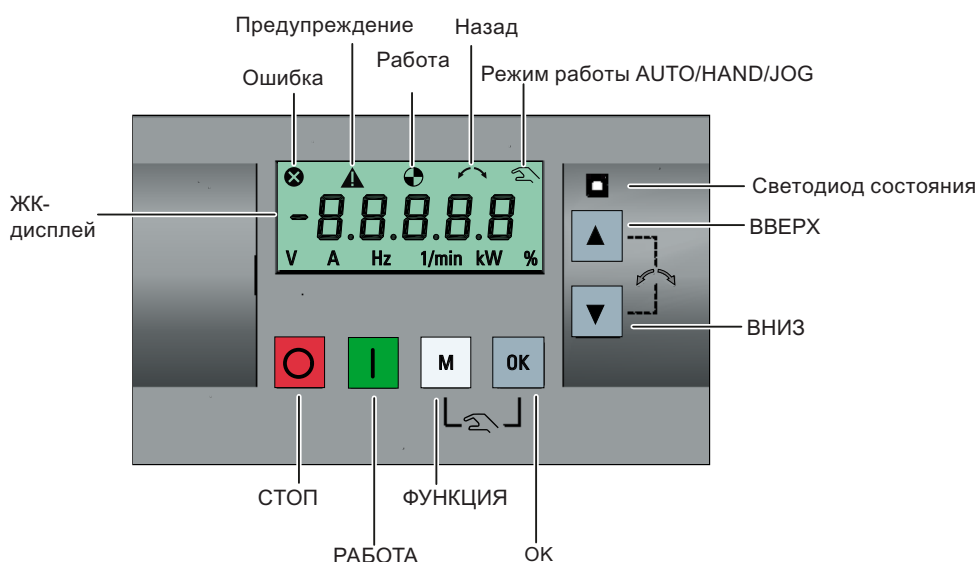 Предупреждение
Назад
Работа
Ошибка
Режим работы AUTO/HAND/JOG
ЖК-
дисплей
-8.8.8.8.8
V A Hz 1/min kW %
Светодиод состояния
ВВЕРХ
ВНИЗ
M
OK
СТОП
ФУНКЦИЯ
РАБОТА
OK